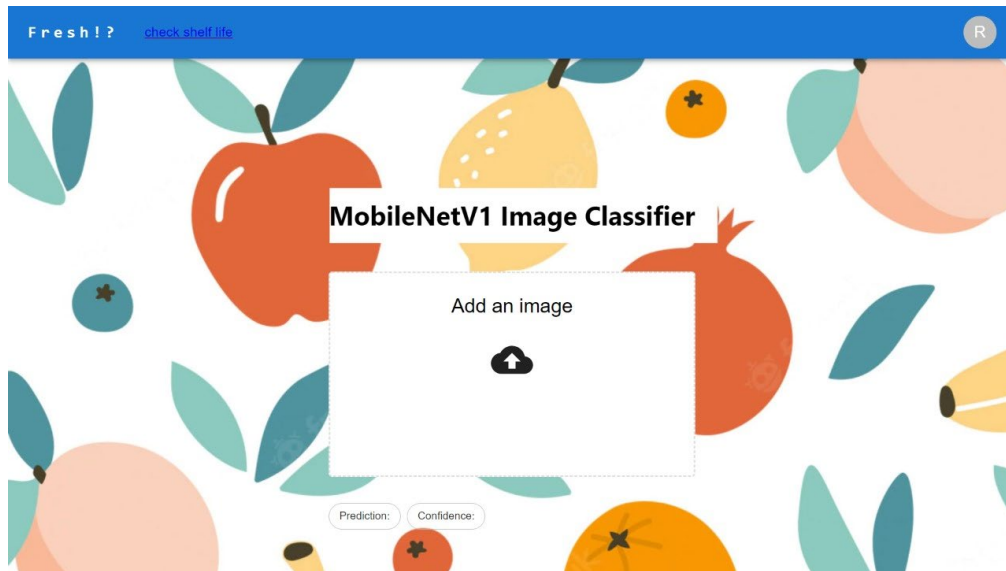 Fresh!? check shelf life R
MobileNetV1 Image Classifier
Add an image
Prediction: Confidence: